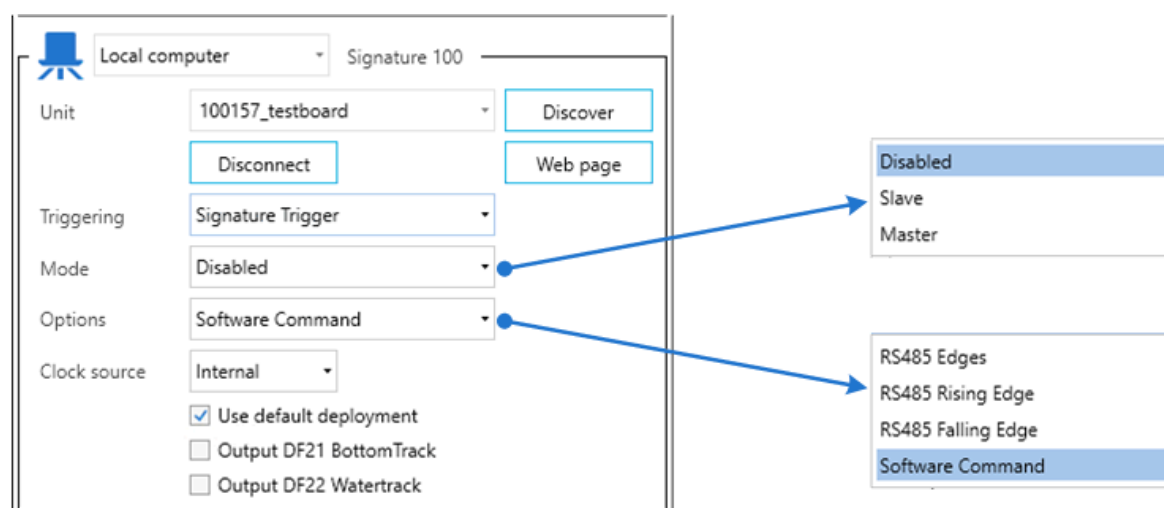 Local computer Signature 100
Unit 100157_testboard Discover
Disconnect Web page
Triggering Signature Trigger
Mode Disabled
Options Software Command
Clock source Internal
Use default deployment
Output DF21 BottomTrack
Output DF22 Watertrack
Disabled
Slave
Master
RS485 Edges
RS485 Rising Edge
RS485 Falling Edge
Software Command